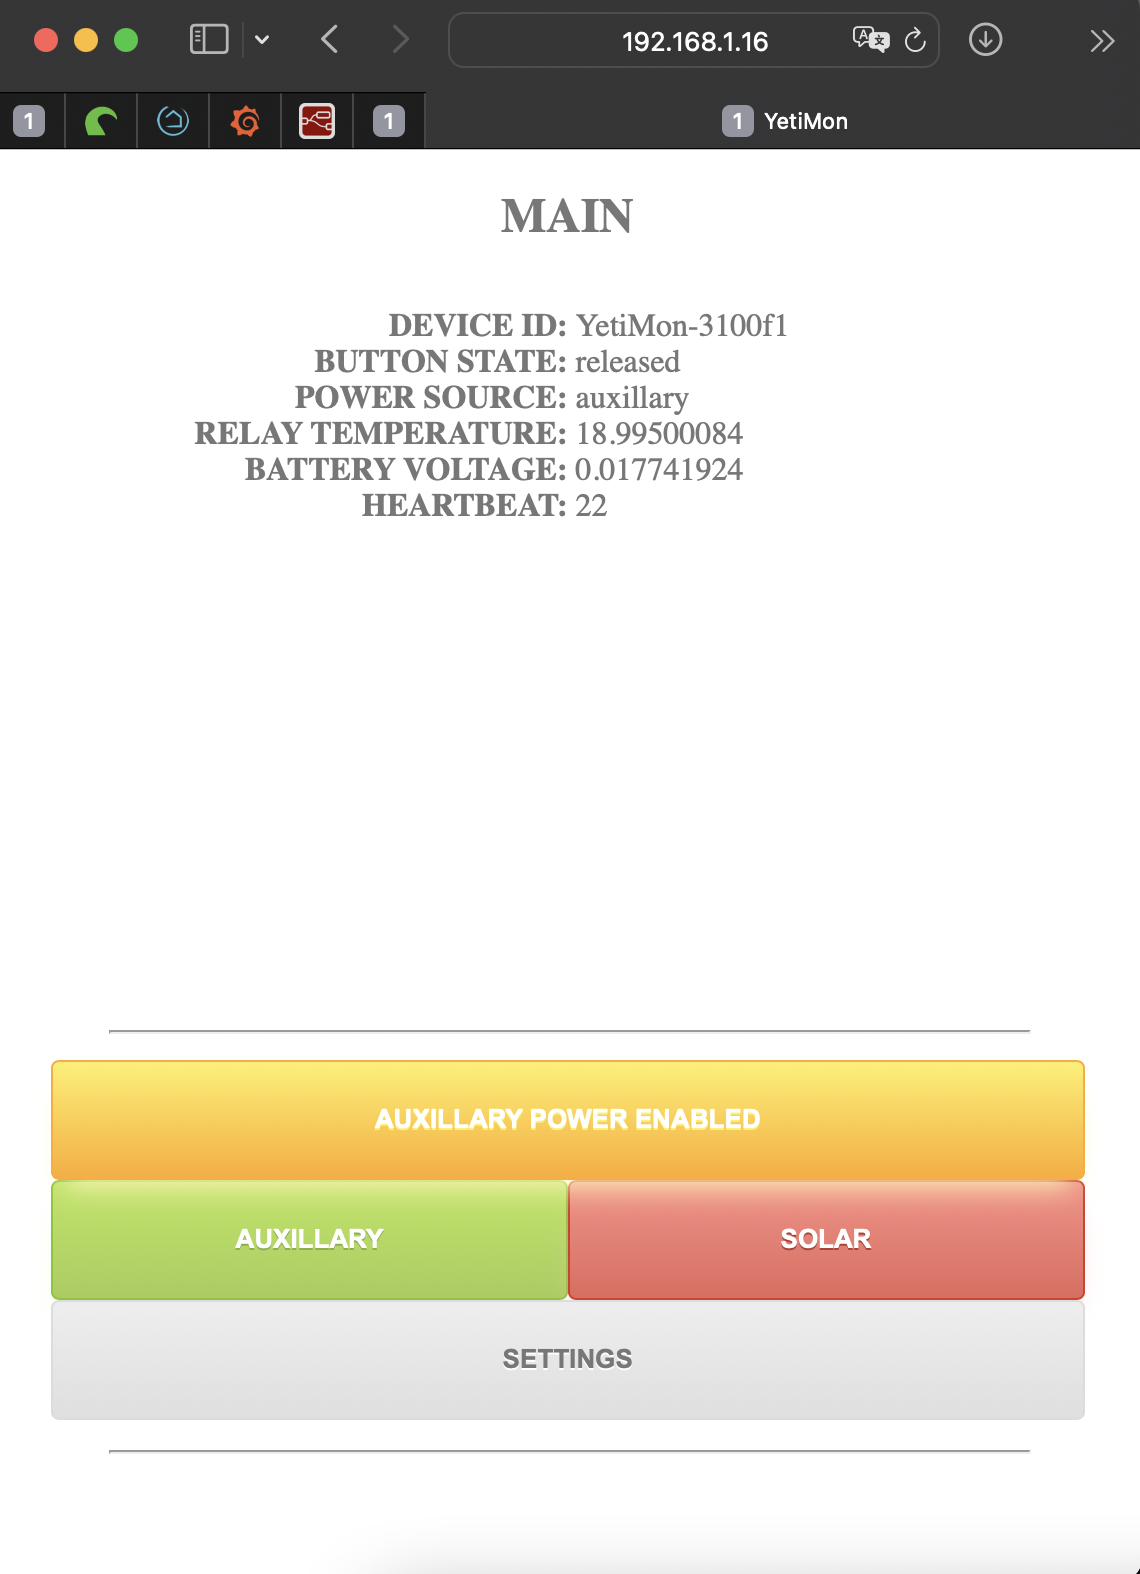 192.168.1.16
1
1
1 YetiMon
MAIN
DEVICE ID: YetiMon-3100f1
BUTTON STATE: released
POWER SOURCE: auxillary
RELAY TEMPERATURE: 18.99500084
BATTERY VOLTAGE: 0.017741924
HEARTBEAT: 22
AUXILLARY POWER ENABLED
AUXILLARY
SOLAR
SETTINGS